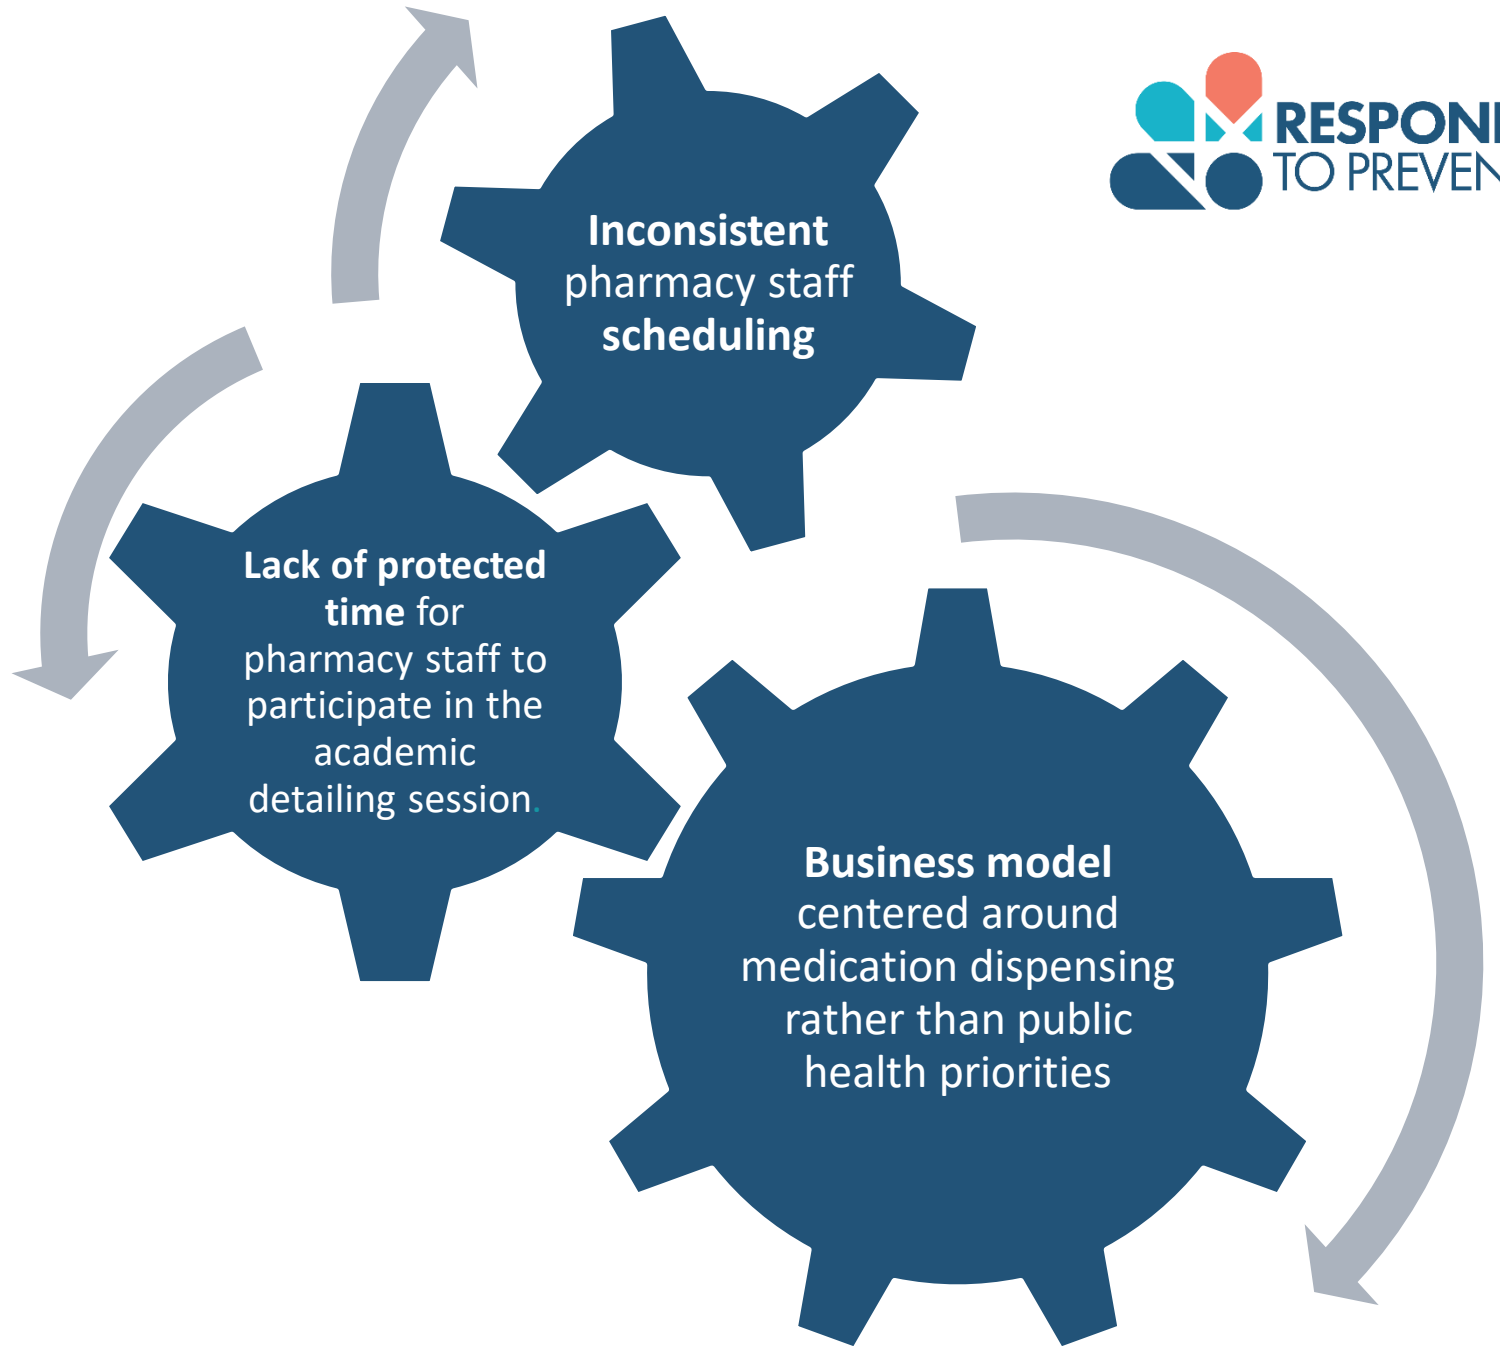 RESPOND
TO PREVEN
Inconsistent
pharmacy staff
scheduling
Lack of protected
time for
pharmacy staff to
participate in the
academic
detailing session.
Business model
centered around
medication dispensing
rather than public
health priorities